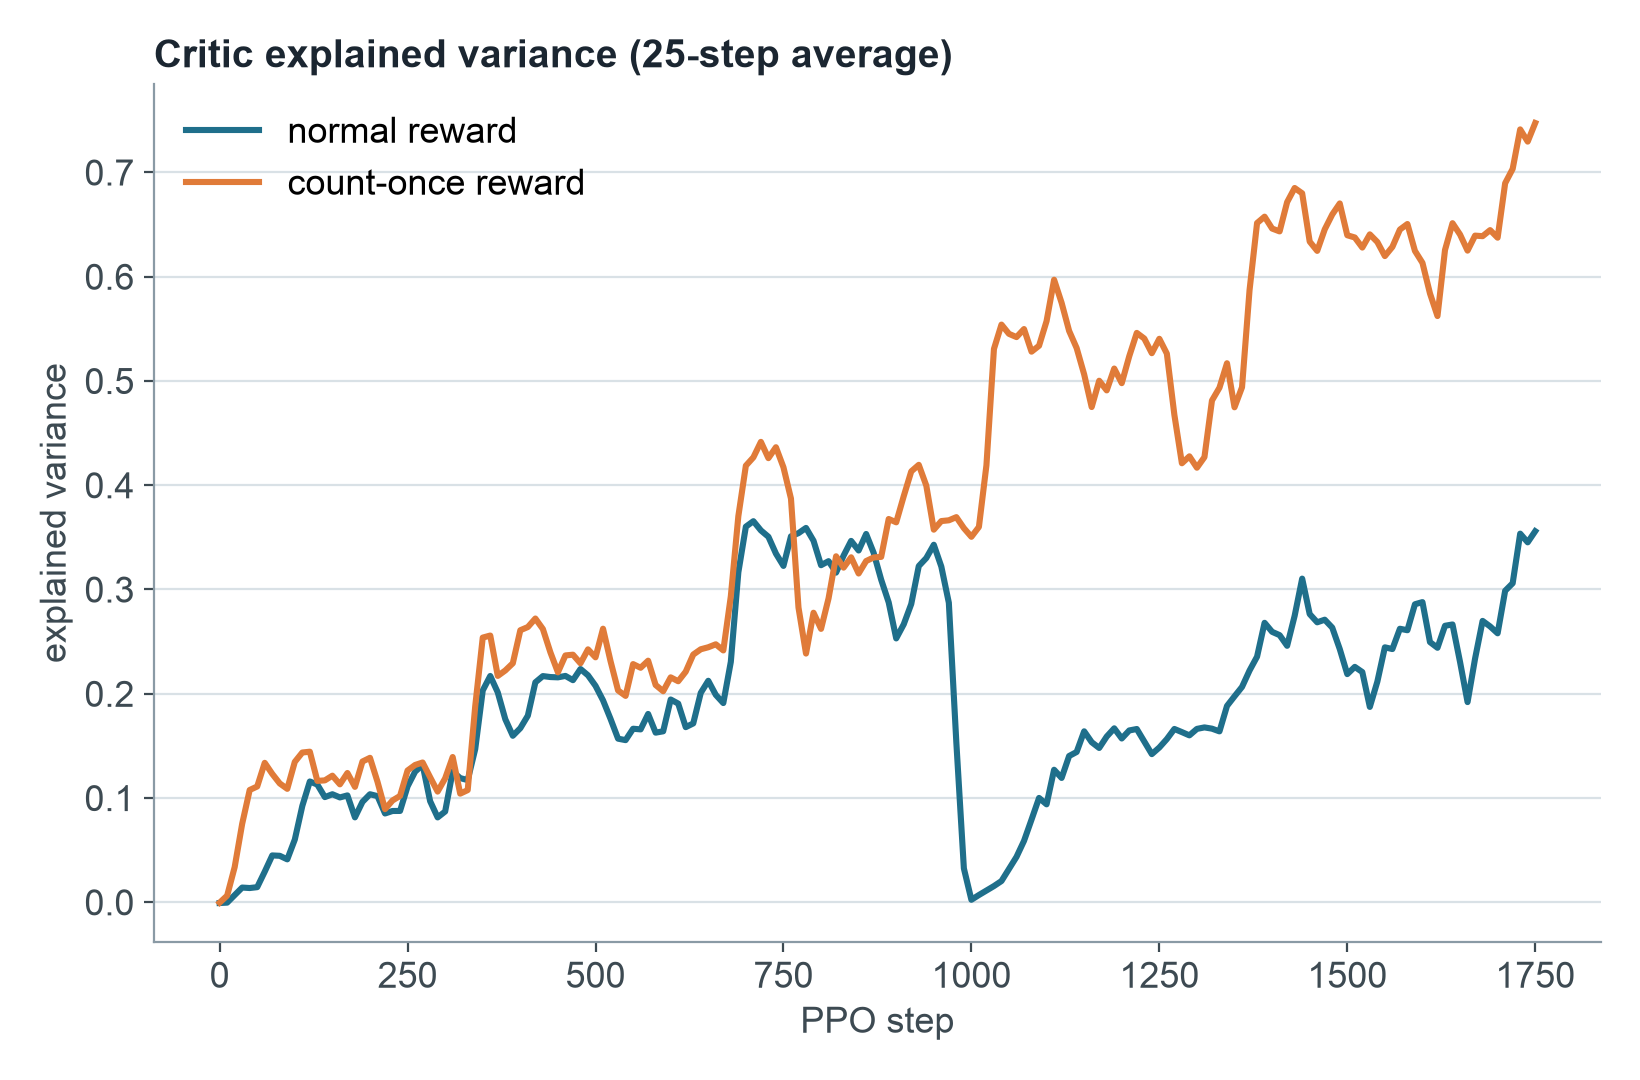 Critic explained variance (25-step average)
normal reward
count-once reward
explained variance
0.7
0.6
0.5
0.4
0.3
0.2
0.1
0.0
0 250 500 750 1000 1250 1500 1750
PPO step